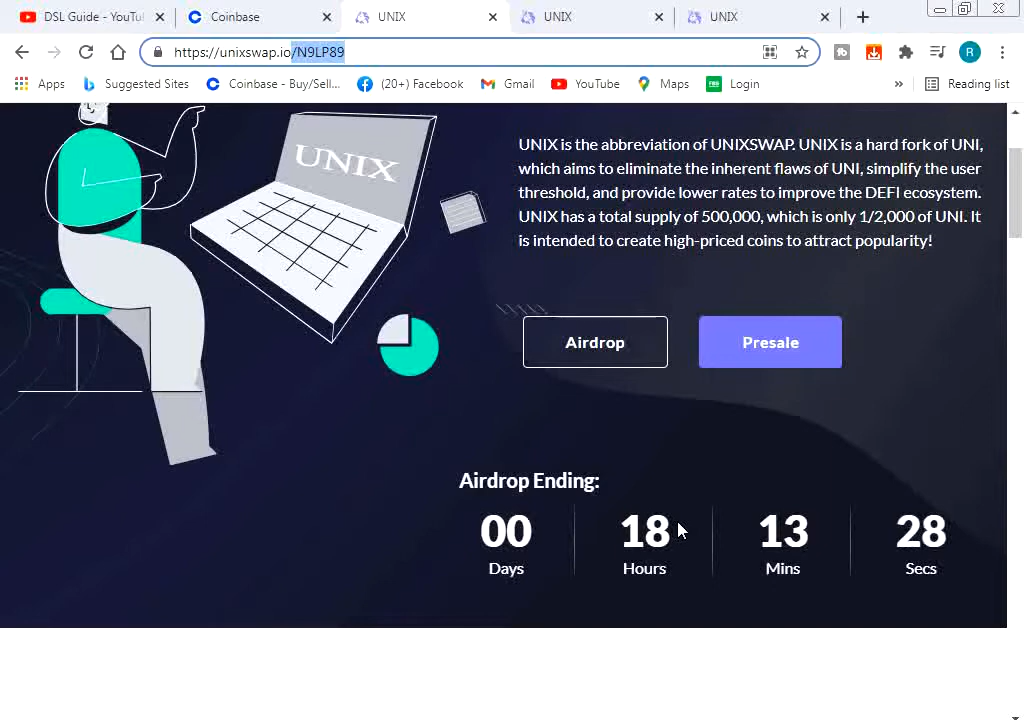 DSL Guide - YouTu
Coinbase
UNIX
UNIX
UNIX
https://unixswap.io/N9LP89
R
Apps
Suggested Sites
Coinbase - Buy/Sell...
(20+) Facebook
Gmail
YouTube
Maps
Login
»
Reading list
UNIX
UNIX is the abbreviation of UNIXSWAP. UNIX is a hard fork of UNI,
which aims to eliminate the inherent flaws of UNI, simplify the user
threshold, and provide lower rates to improve the DEFI ecosystem.
UNIX has a total supply of 500,000, which is only 1/2,000 of UNI. It
is intended to create high-priced coins to attract popularity!
Airdrop
Presale
Airdrop Ending:
00
18
13
28
Days
Hours
Mins
Secs